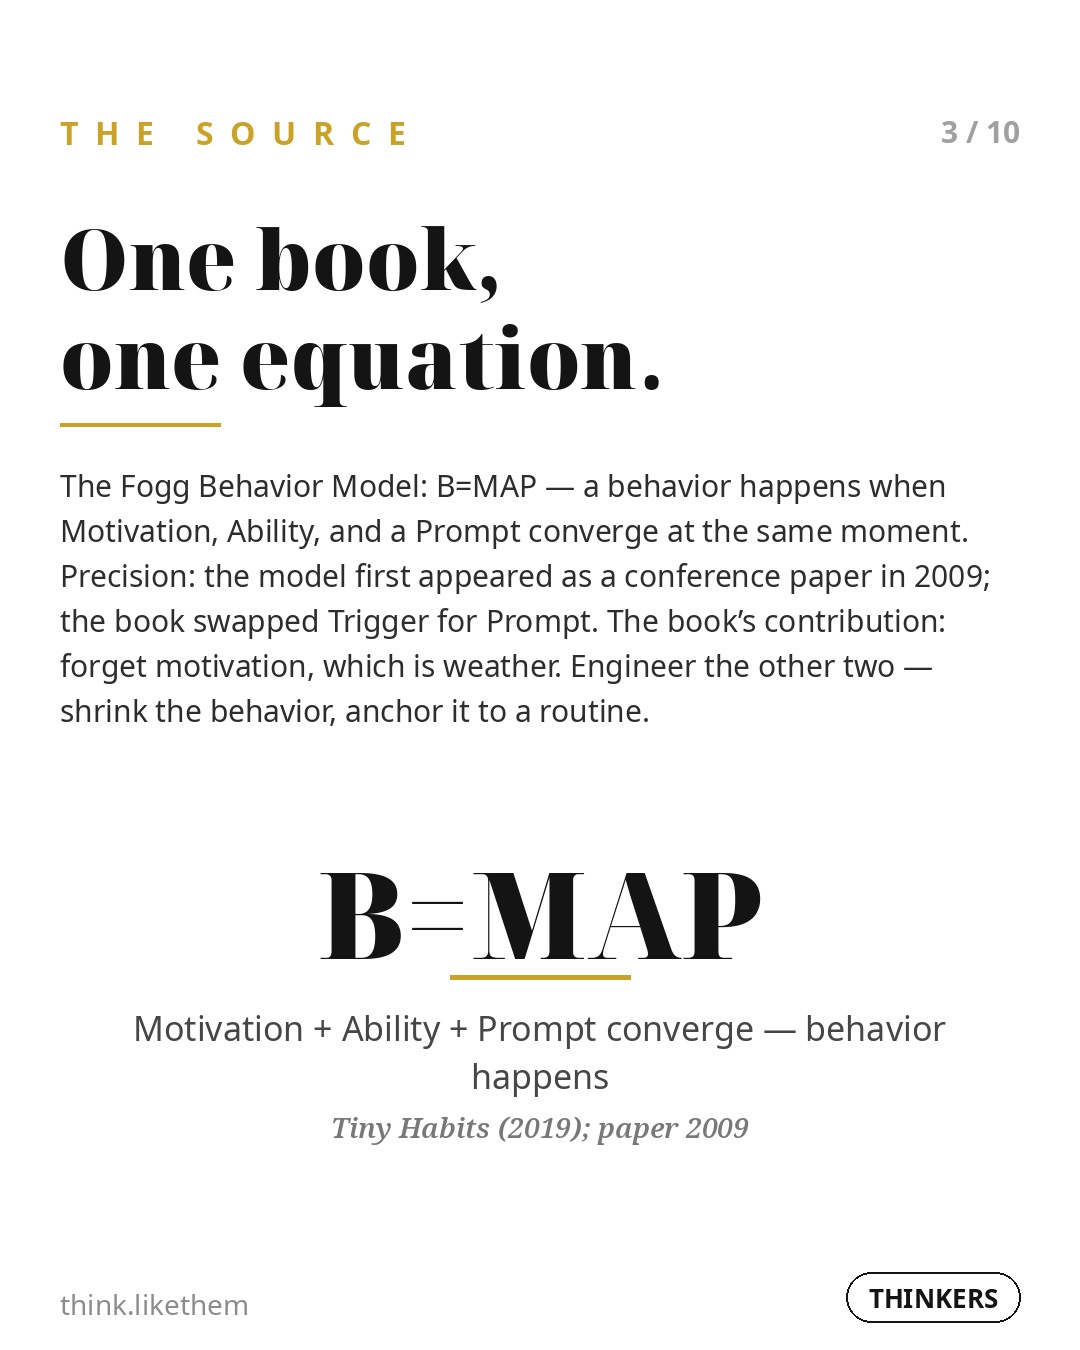 THE SOURCE
3 / 10
One book,
one equation.
The Fogg Behavior Model: B=MAP — a behavior happens when
Motivation, Ability, and a Prompt converge at the same moment.
Precision: the model first appeared as a conference paper in 2009;
the book swapped Trigger for Prompt. The book’s contribution:
forget motivation, which is weather. Engineer the other two —
shrink the behavior, anchor it to a routine.
B=MAP
Motivation + Ability + Prompt converge — behavior
happens
Tiny Habits (2019); paper 2009
think.likethem
THINKERS